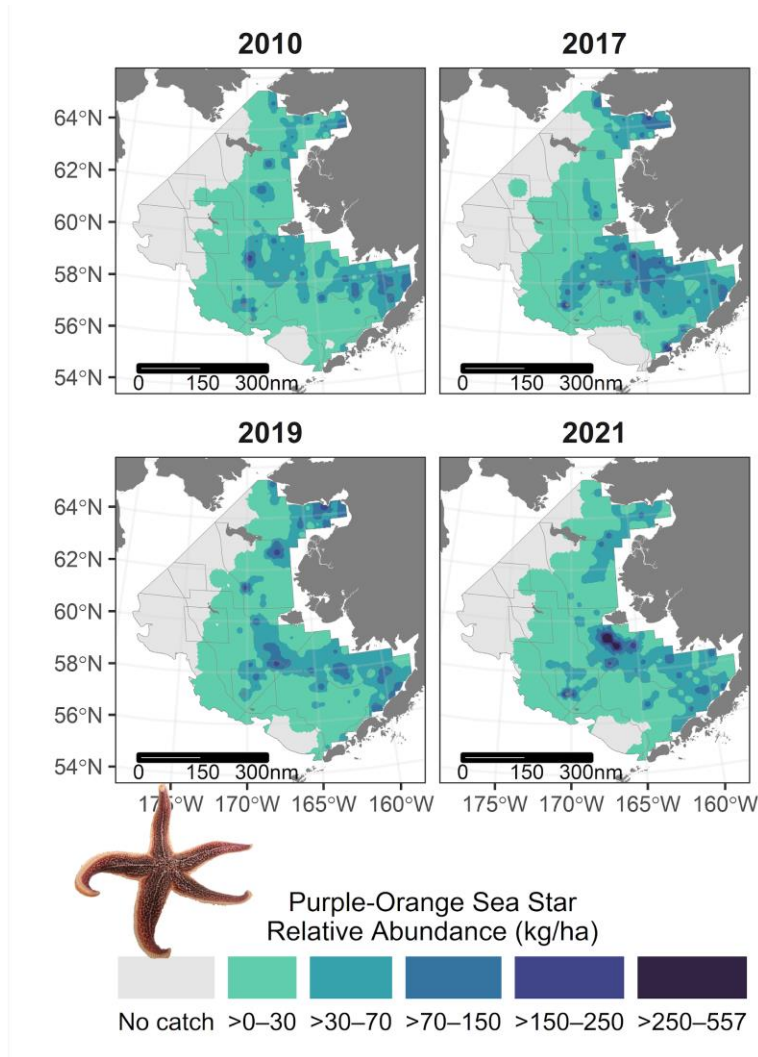 2010
2017
64°N
62°N
60°N
58°N
56°N
54°N
0 150 300nm
0 150 300nm
2019
2021
64°N
62°N
60°N
58°N
56°N
54°N
0 150 300nm
0 150 300nm
175°W 170°W 165°W 160°W
175°W 170°W 165°W 160°W
Purple-Orange Sea Star
Relative Abundance (kg/ha)
No catch >0–30 >30–70 >70–150 >150–250 >250–557